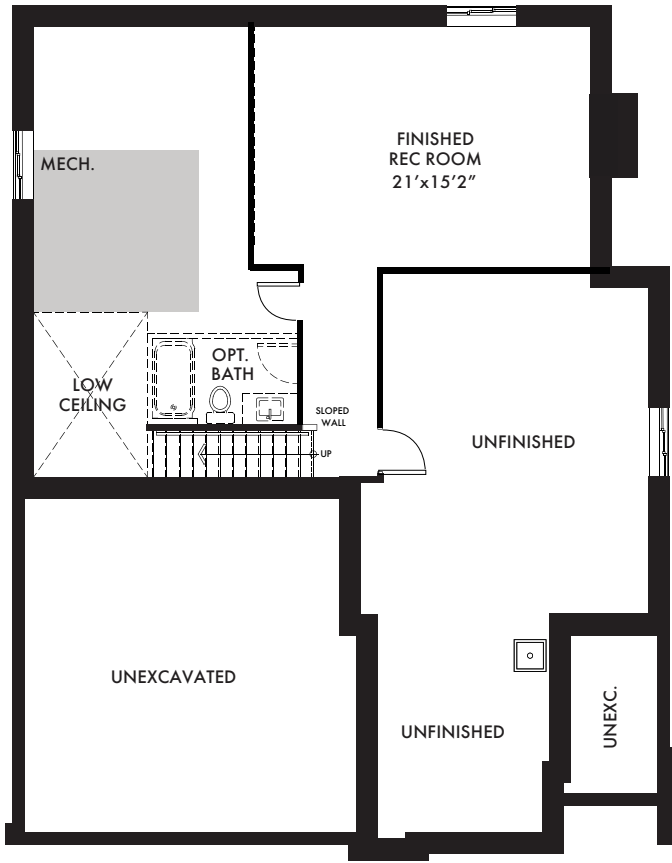 FINISHED
REC ROOM
21'x15'2"
MECH.
OPT.
BATH
LOW
CEILING
SLOPED
WALL
UNFINISHED
UP
UNEXCAVATED
UNFINISHED
UNEXC.